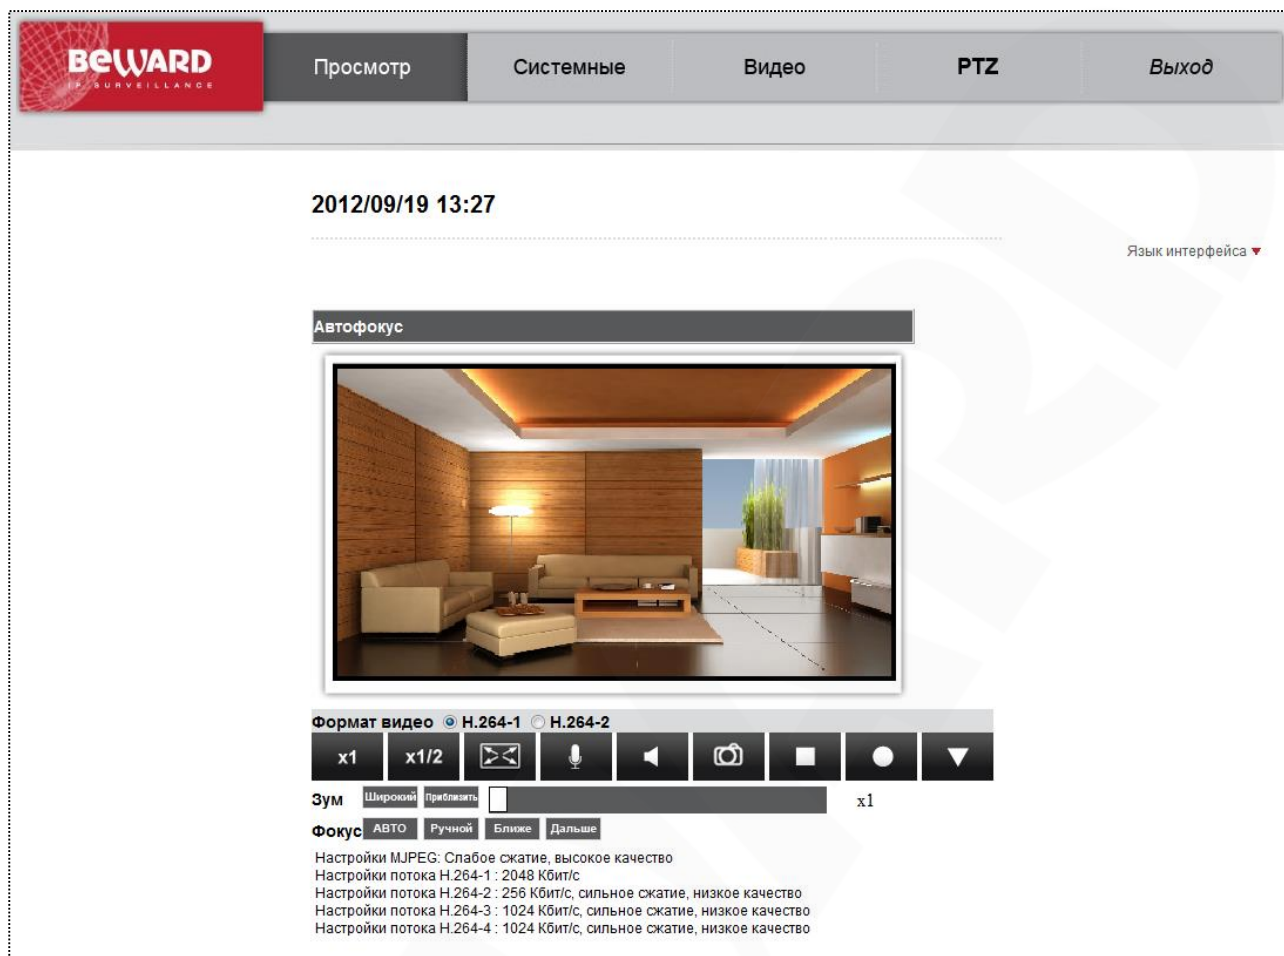 BEWARD
IP SURVEILLANCE
Просмотр
Системные
Видео
PTZ
Выход
2012/09/19 13:27
Язык интерфейса
Автофокус
Формат видео H.264-1 H.264-2
x1 x1/2
Зум Широкий Приблизить x1
Фокус АВТО Ручной Ближе Дальше
Настройки MJPEG: Слабое сжатие, высокое качество
Настройки потока H.264-1 : 2048 Кбит/с
Настройки потока H.264-2 : 256 Кбит/с, сильное сжатие, низкое качество
Настройки потока H.264-3 : 1024 Кбит/с, сильное сжатие, низкое качество
Настройки потока H.264-4 : 1024 Кбит/с, сильное сжатие, низкое качество